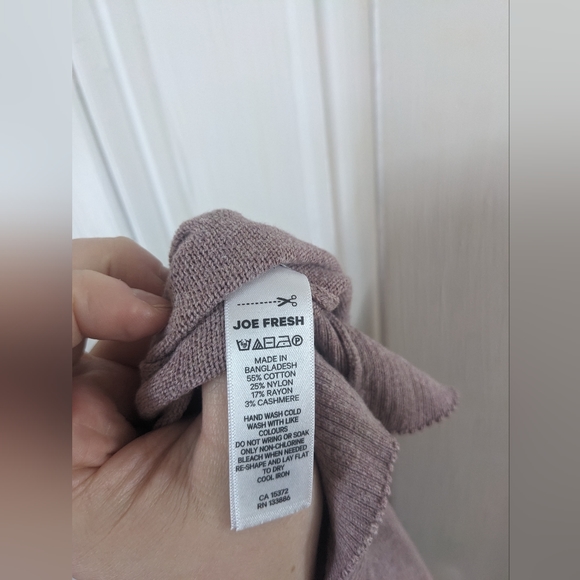 JOE FRESH
MADE IN
BANGLADESH
55% COTTON
25% NYLON
17% RAYON
3% CASHMERE
HAND WASH COLD
WASH WITH LIKE
COLOURS
DO NOT WRING OR SOAK
ONLY NON-CHLORINE
BLEACH WHEN NEEDED
RE-SHAPE AND LAY FLAT
TO DRY
COOL IRON
CA 15372
RN 133886